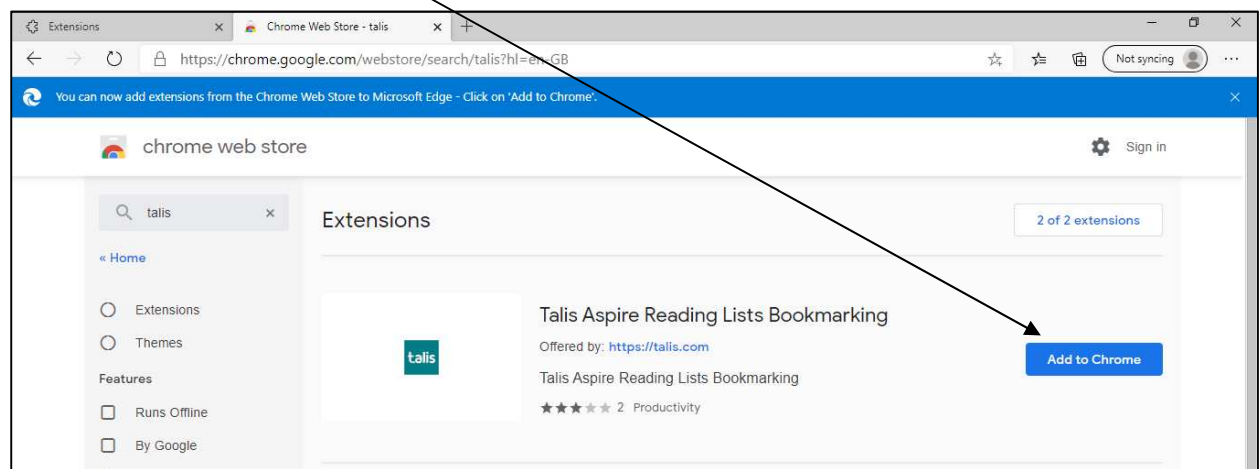 Extensions
Chrome Web Store - talis
https://chrome.google.com/webstore/search/talis?hl=en-GB
Not syncing
You can now add extensions from the Chrome Web Store to Microsoft Edge - Click on 'Add to Chrome'.
chrome web store
Sign in
talis
Extensions
2 of 2 extensions
« Home
Extensions
Themes
Features
Runs Offline
By Google
talis
Talis Aspire Reading Lists Bookmarking
Offered by: https://talis.com
Talis Aspire Reading Lists Bookmarking
2 Productivity
Add to Chrome